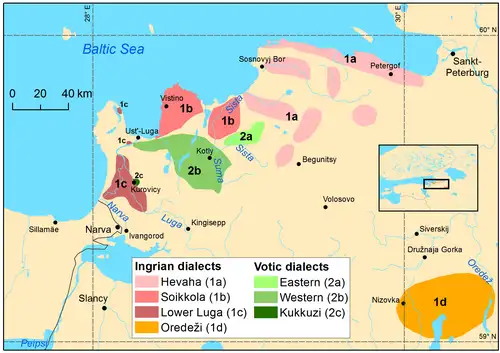 28° E
30° E
60° N
Baltic Sea
Sosnovyj Bor
1a
Petergof
Sankt-
Peterburg
0 20 40
km
Vistino
1c
1b
Sista
1b
1a
Ust'-Luga
1c
2a
Kotly
Sista
Suma
2b
Begunitsy
2c
1c
Korovicy
Volosovo
Narva
Luga
Sillamäe
Kingisepp
Narva
Ivangorod
Siverskij
Družnaja Gorka
Oredež
Ingrian dialects
Hevaha (1a)
Soikkola (1b)
Lower Luga (1c)
Oredeži (1d)
Votic dialects
Eastern (2a)
Western (2b)
Kukkuzi (2c)
Slancy
Nizovka
1d
Peipsi
59° N